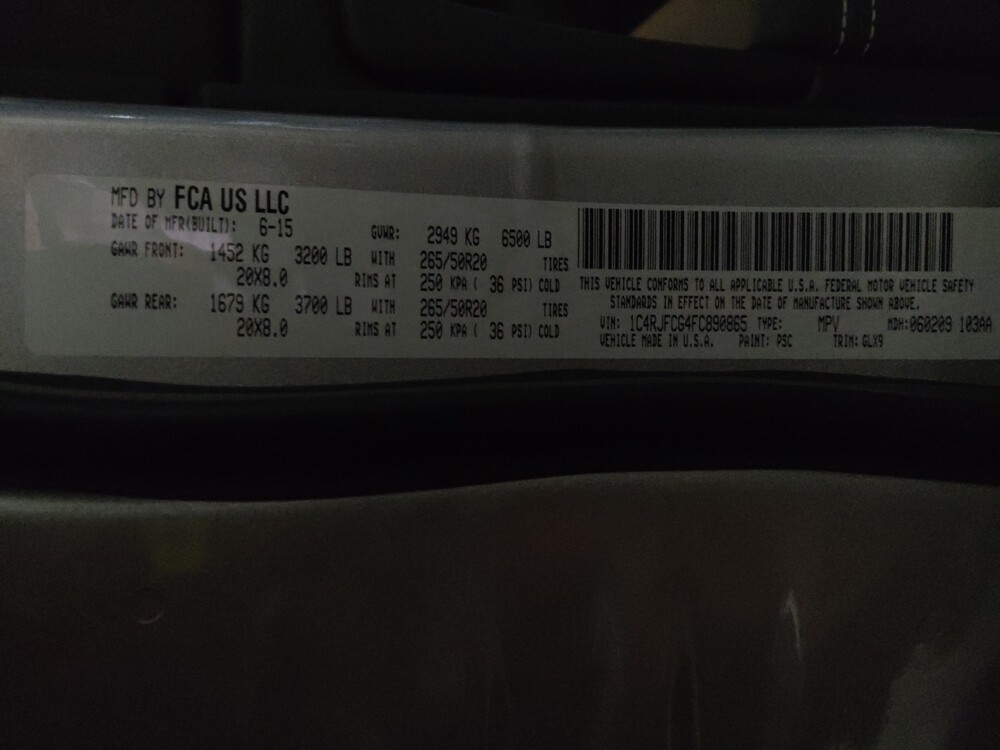 MFD BY FCA US LLC
DATE OF MFR(BUILT): 6-15 GVWR: 2949 KG 6500 LB
GAWR FRONT: 1452 KG 3200 LB WITH 265/50R20 TIRES
20X8.0 RIMS AT 250 KPA ( 36 PSI) COLD
GAWR REAR: 1679 KG 3700 LB WITH 265/50R20 TIRES
20X8.0 RIMS AT 250 KPA ( 36 PSI) COLD
THIS VEHICLE CONFORMS TO ALL APPLICABLE U.S.A. FEDERAL MOTOR VEHICLE SAFETY
STANDARDS IN EFFECT ON THE DATE OF MANUFACTURE SHOWN ABOVE.
VIN: 1C4RJFCG4FC890865 TYPE: MPV MDH:060209 103AA
VEHICLE MADE IN U.S.A. PAINT: PSC TRIM: GLX9